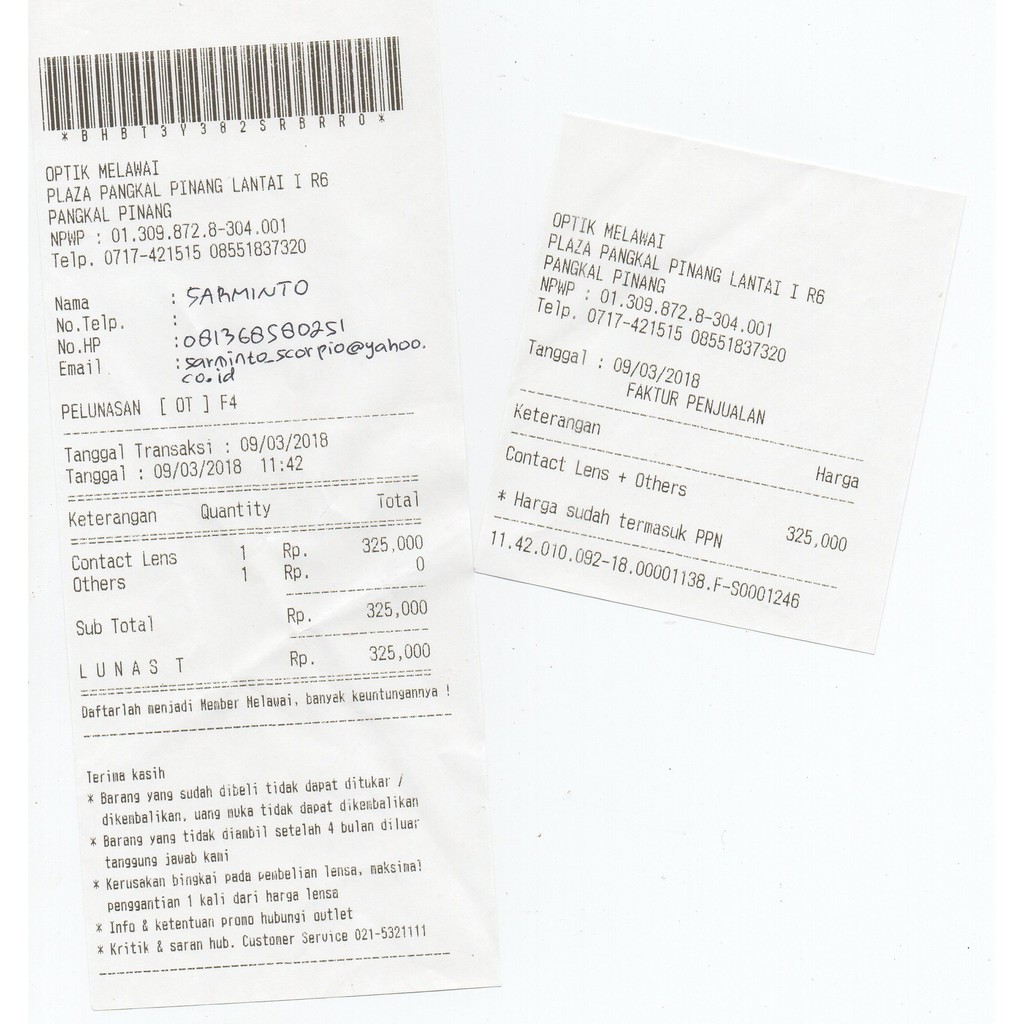 *BHBT3Y382SRBRRO*
OPTIK MELAWAI
PLAZA PANGKAL PINANG LANTAI I R6
PANGKAL PINANG
NPWP : 01.309.872.8-304.001
Telp. 0717-421515 08551837320
Nama : SARMINTO
No.Telp. :
No.HP : 081368580251
Email : sarminto_scorpio@yahoo.
co.id
PELUNASAN [ OT ] F4
Tanggal Transaksi : 09/03/2018
Tanggal : 09/03/2018 11:42
Keterangan Quantity Total
Contact Lens 1 Rp. 325,000
Others 1 Rp. 0
Sub Total Rp. 325,000
L U N A S T Rp. 325,000
Daftarlah menjadi Member Melawai, banyak keuntungannya !
Terima kasih
* Barang yang sudah dibeli tidak dapat ditukar /
dikembalikan, uang muka tidak dapat dikembalikan
* Barang yang tidak diambil setelah 4 bulan diluar
tanggung jawab kami
* Kerusakan bingkai pada pembelian lensa, maksimal
penggantian 1 kali dari harga lensa
* Info & ketentuan promo hubungi outlet
* Kritik & saran hub. Customer Service 021-5321111
OPTIK MELAWAI
PLAZA PANGKAL PINANG LANTAI I R6
PANGKAL PINANG
NPWP : 01.309.872.8-304.001
Telp. 0717-421515 08551837320
Tanggal : 09/03/2018
FAKTUR PENJUALAN
Keterangan Harga
Contact Lens + Others 325,000
* Harga sudah termasuk PPN
11.42.010.092-18.00001138.F-S0001246